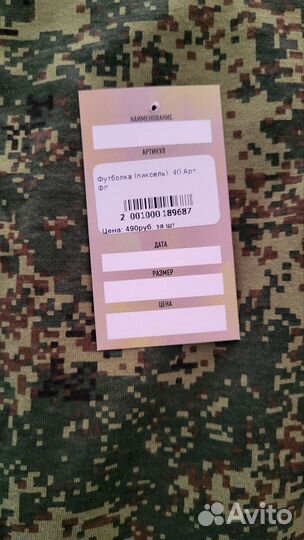 НАИМЕНОВАНИЕ
АРТИКУЛ
Футболка (пиксель) 40 Арт
фл
2 001000 189687
Цена: 490руб. за шт
ДАТА
РАЗМЕР
ЦЕНА
Avito